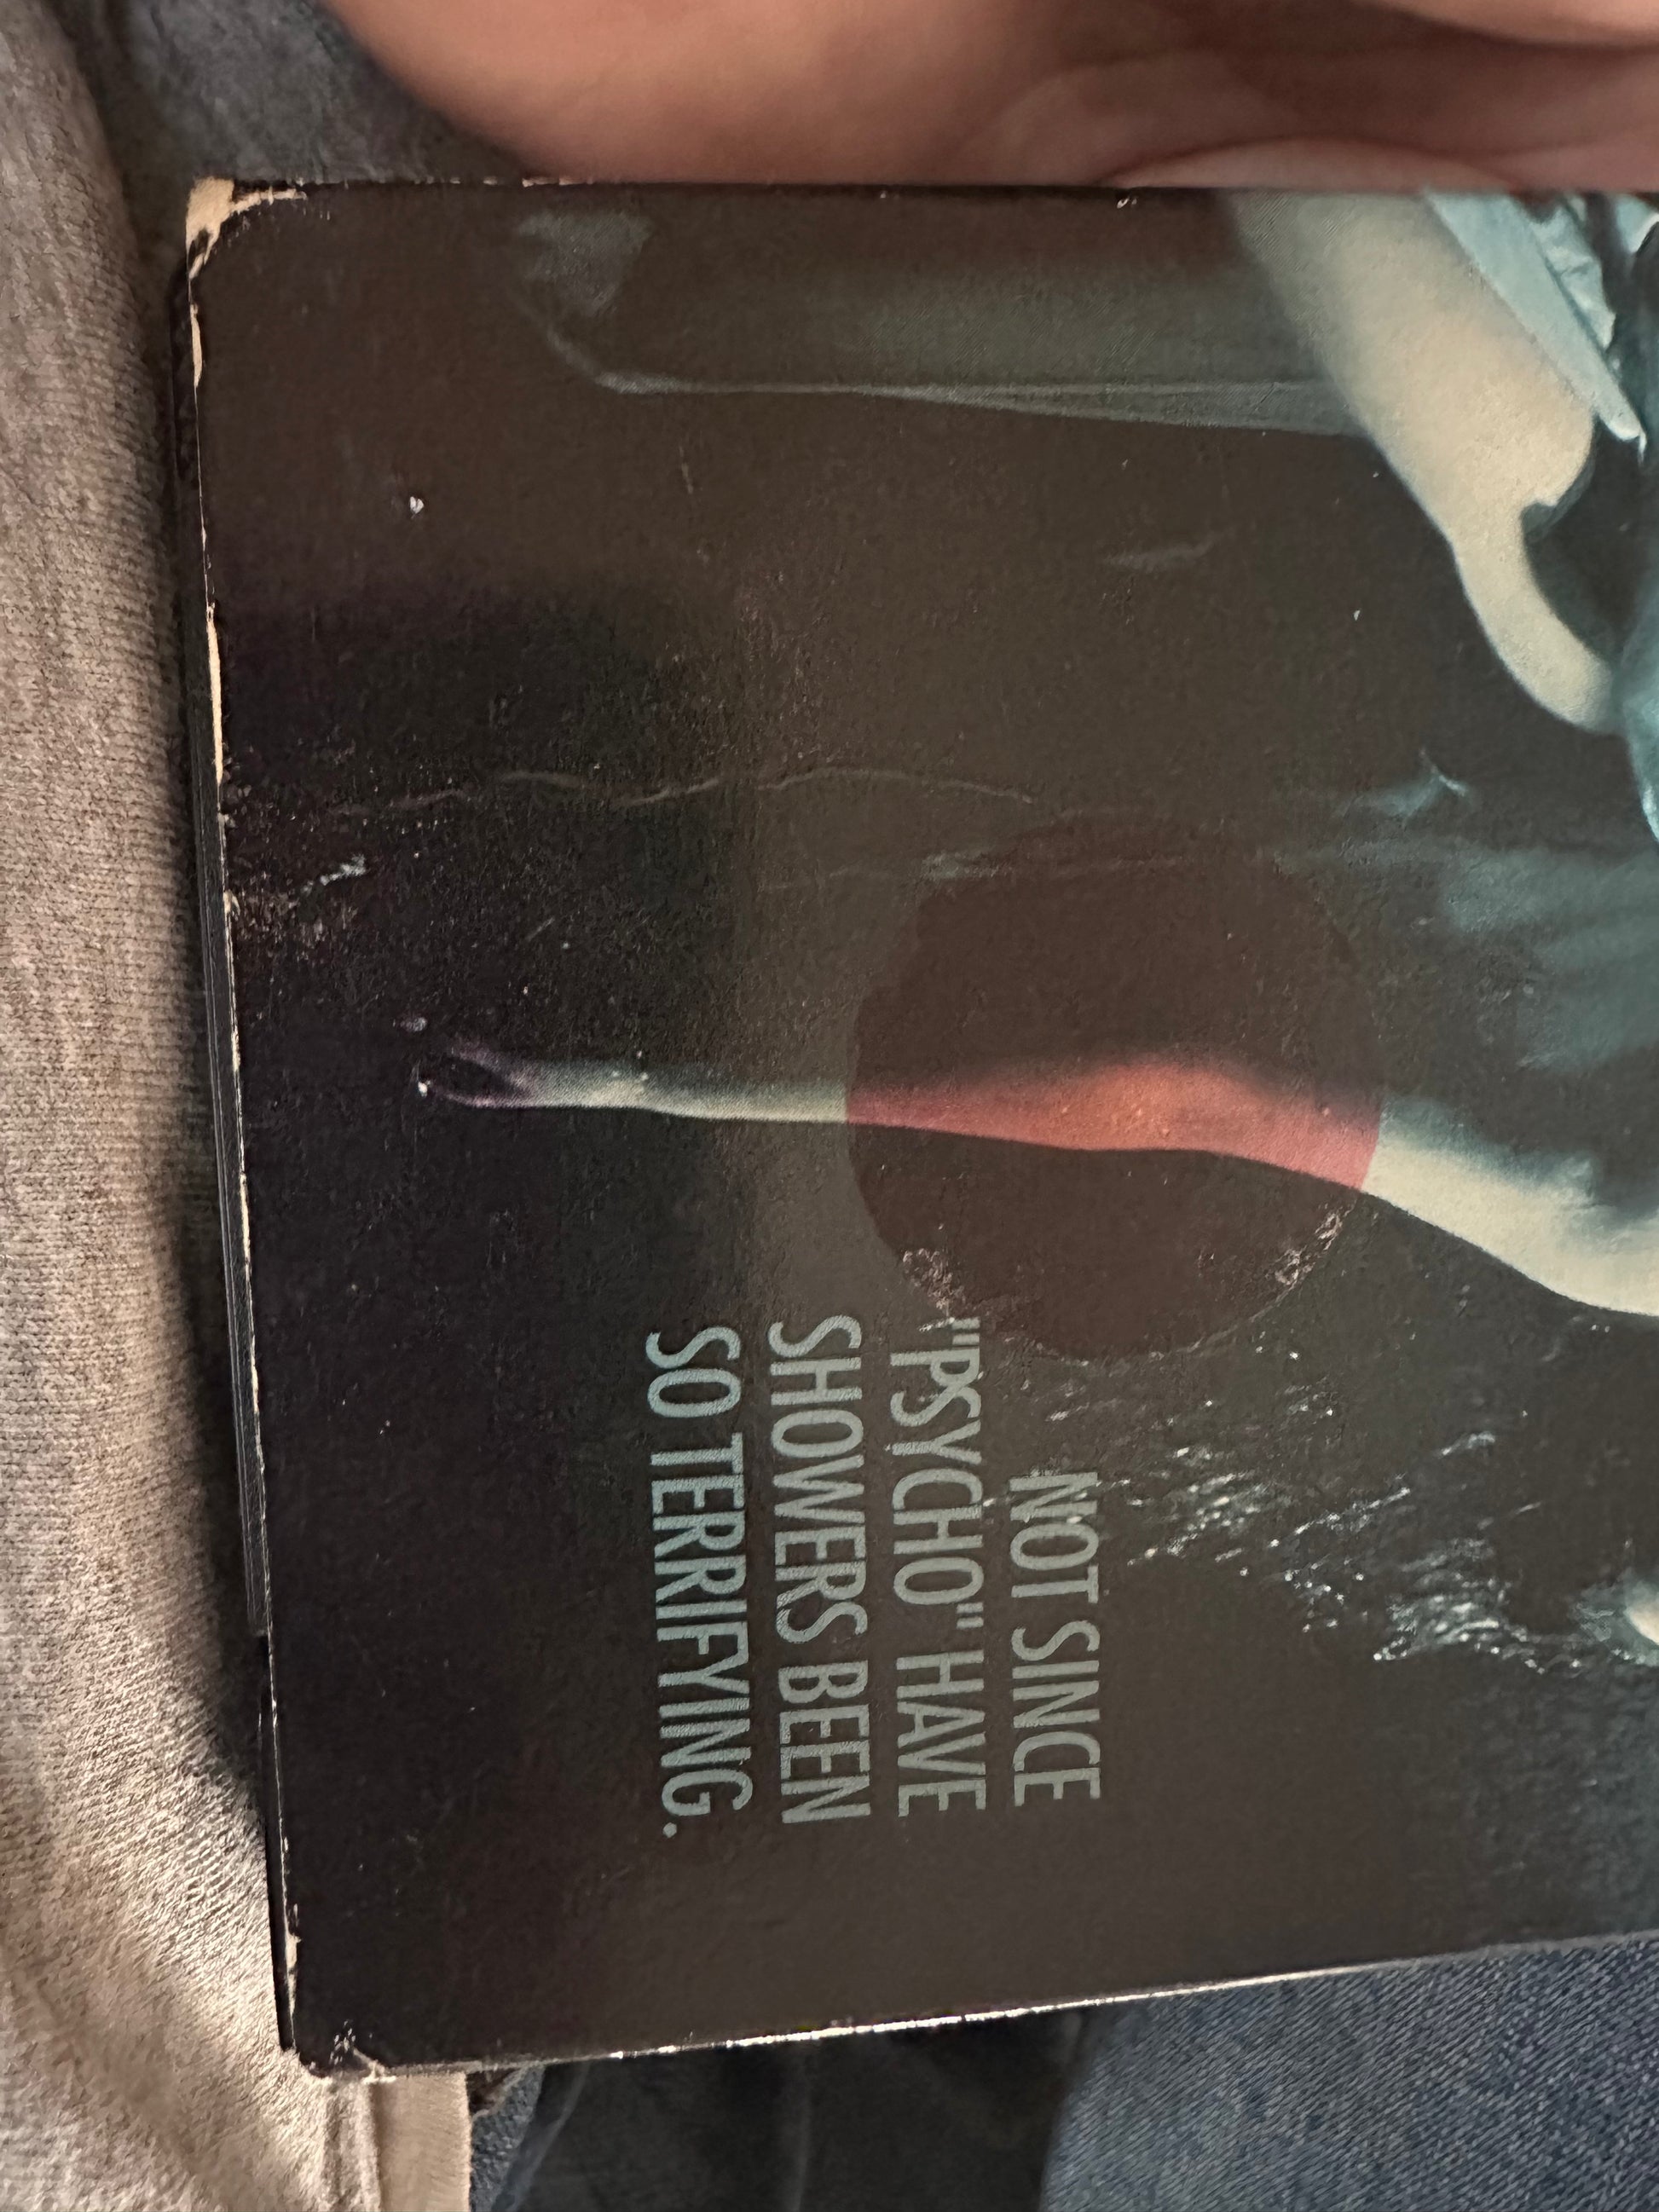 NOT SINCE
"PSYCHO" HAVE
SHOWERS BEEN
SO TERRIFYING.